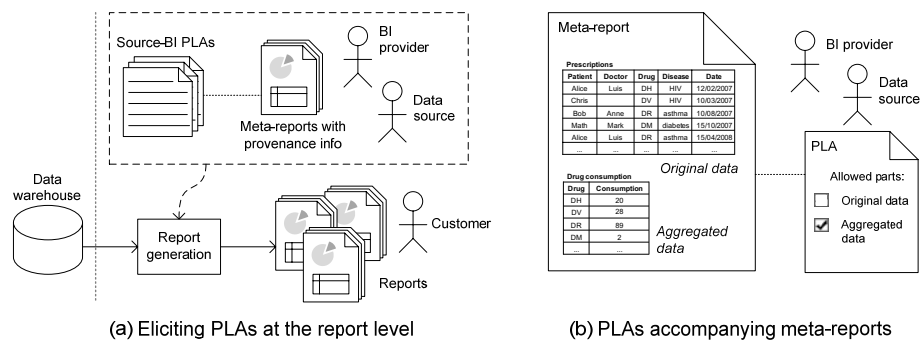 Source-BI PLAs
BI
provider
Data
source
Meta-reports with
provenance info
Data
warehouse
Report
generation
Customer
Reports
(a) Eliciting PLAs at the report level
Meta-report
Prescriptions
Patient Doctor Drug Disease Date
Alice Luis DH HIV 12/02/2007
Chris DV HIV 10/03/2007
Bob Anne DR asthma 10/08/2007
Math Mark DM diabetes 15/10/2007
Alice Luis DR asthma 15/04/2008
... ... ... ... ...
Original data
Drug consumption
Drug Consumption
DH 20
DV 28
DR 89
DM 2
... ...
Aggregated
data
BI provider
Data
source
PLA
Allowed parts:
Original data
Aggregated
data
(b) PLAs accompanying meta-reports